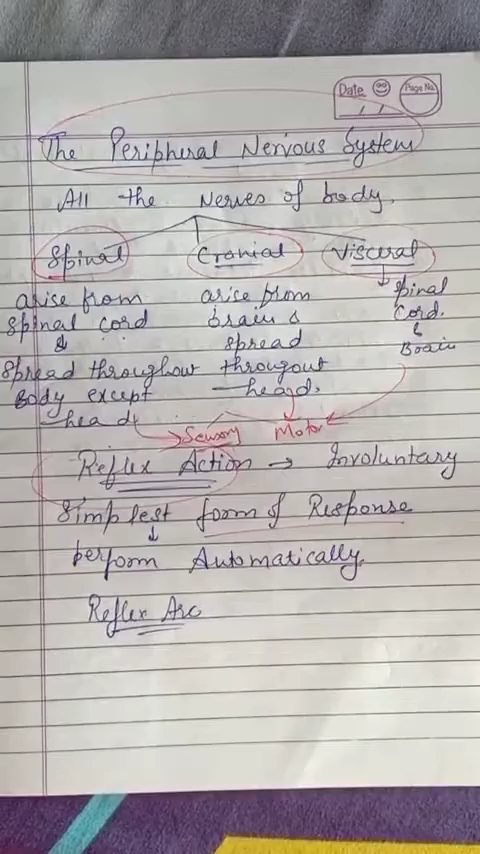 Date
Page No.
The Peripheral Nervous System
All the Nerves of body.
Spinal
arise from
spinal cord
&
Spread throughout
Body except
head
Cranial
arise from
brain &
spread
througout
head.
Visceral
Spinal
Cord.
&
Brain
Sensory Motor
Reflex Action → Involuntary
Simplest form of Response
perform Automatically.
Reflex Arc